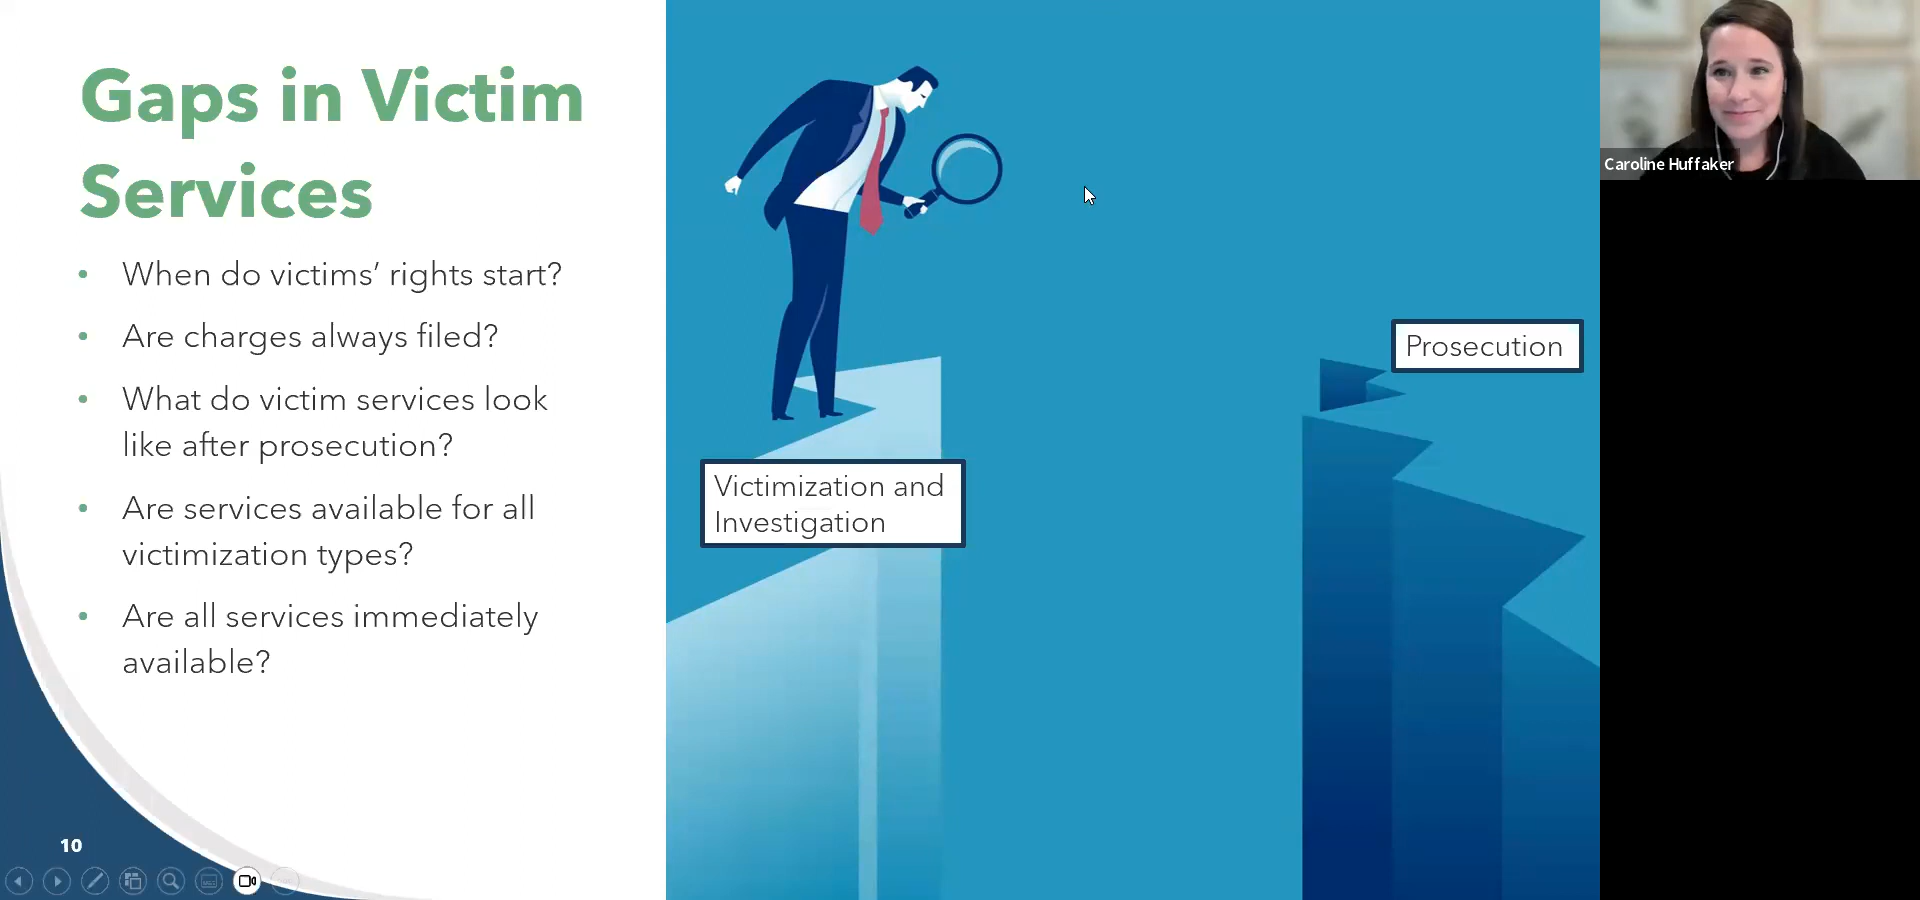 Gaps in Victim
Services
• When do victims’ rights start?
• Are charges always filed?
• What do victim services look
like after prosecution?
• Are services available for all
victimization types?
• Are all services immediately
available?
10
Victimization and
Investigation
Prosecution
Caroline Huffaker